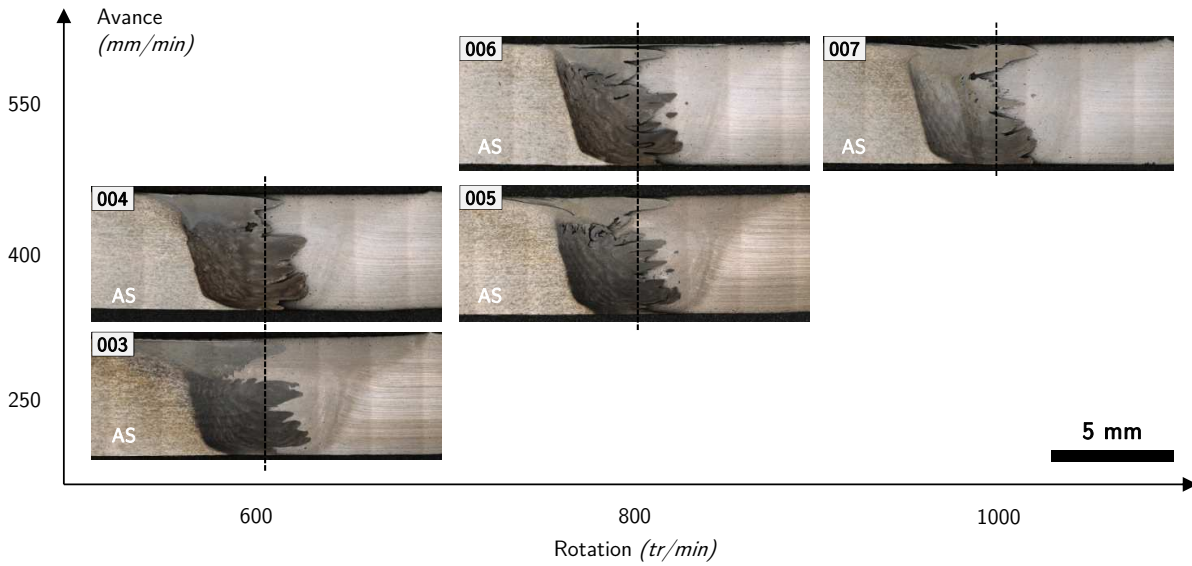 Avance
(mm/min)
006
007
550
AS
AS
004
005
400
AS
AS
003
250
AS
5 mm
600
800
1000
Rotation (tr/min)